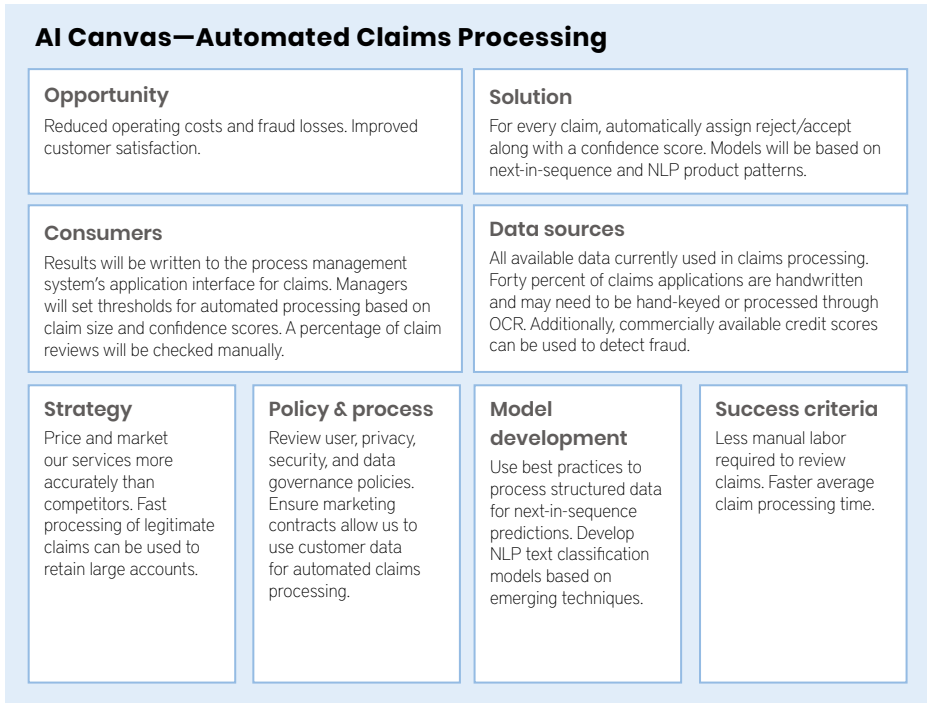 AI Canvas—Automated Claims Processing
Opportunity
Reduced operating costs and fraud losses. Improved
customer satisfaction.
Solution
For every claim, automatically assign reject/accept
along with a confidence score. Models will be based on
next-in-sequence and NLP product patterns.
Consumers
Results will be written to the process management
system's application interface for claims. Managers
will set thresholds for automated processing based on
claim size and confidence scores. A percentage of claim
reviews will be checked manually.
Data sources
All available data currently used in claims processing.
Forty percent of claims applications are handwritten
and may need to be hand-keyed or processed through
OCR. Additionally, commercially available credit scores
can be used to detect fraud.
Strategy
Price and market
our services more
accurately than
competitors. Fast
processing of legitimate
claims can be used to
retain large accounts.
Policy & process
Review user, privacy,
security, and data
governance policies.
Ensure marketing
contracts allow us to
use customer data
for automated claims
processing.
Model
development
Use best practices to
process structured data
for next-in-sequence
predictions. Develop
NLP text classification
models based on
emerging techniques.
Success criteria
Less manual labor
required to review
claims. Faster average
claim processing time.